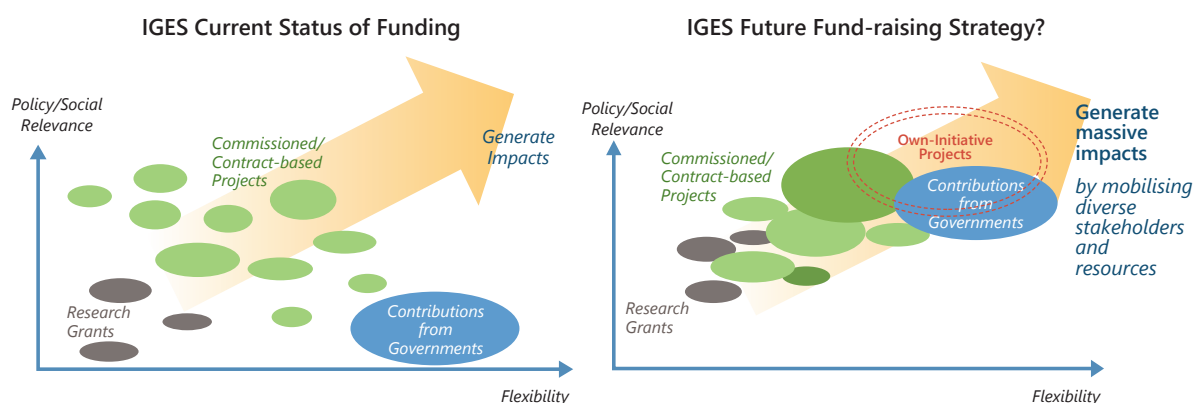 IGES Current Status of Funding
Policy/Social
Relevance
Commissioned/
Contract-based
Projects
Generate
Impacts
Research
Grants
Contributions
from
Governments
Flexibility
IGES Future Fund-raising Strategy?
Policy/Social
Relevance
Commissioned/
Contract-based
Projects
Own-Initiative
Projects
Contributions
from
Governments
Generate
massive
impacts
by mobilising
diverse
stakeholders
and
resources
Research
Grants
Flexibility